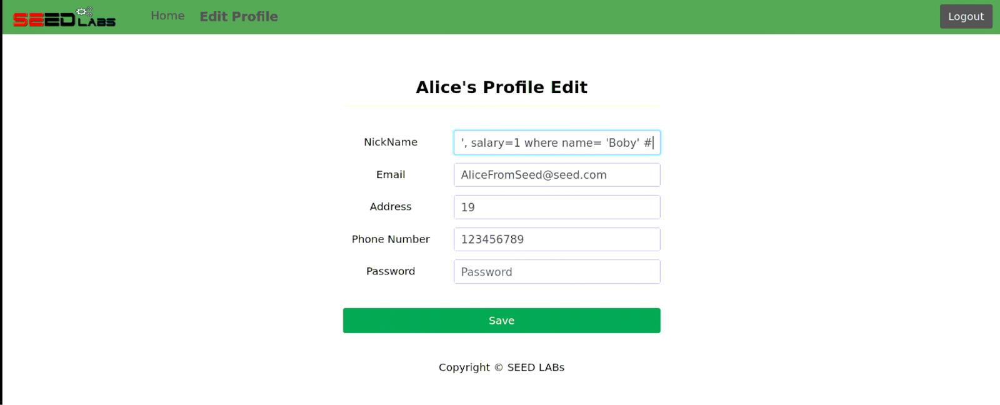 SEED LABS Home Edit Profile Logout
Alice's Profile Edit
NickName ', salary=1 where name= 'Boby' #
Email AliceFromSeed@seed.com
Address 19
Phone Number 123456789
Password Password
Save
Copyright © SEED LABs